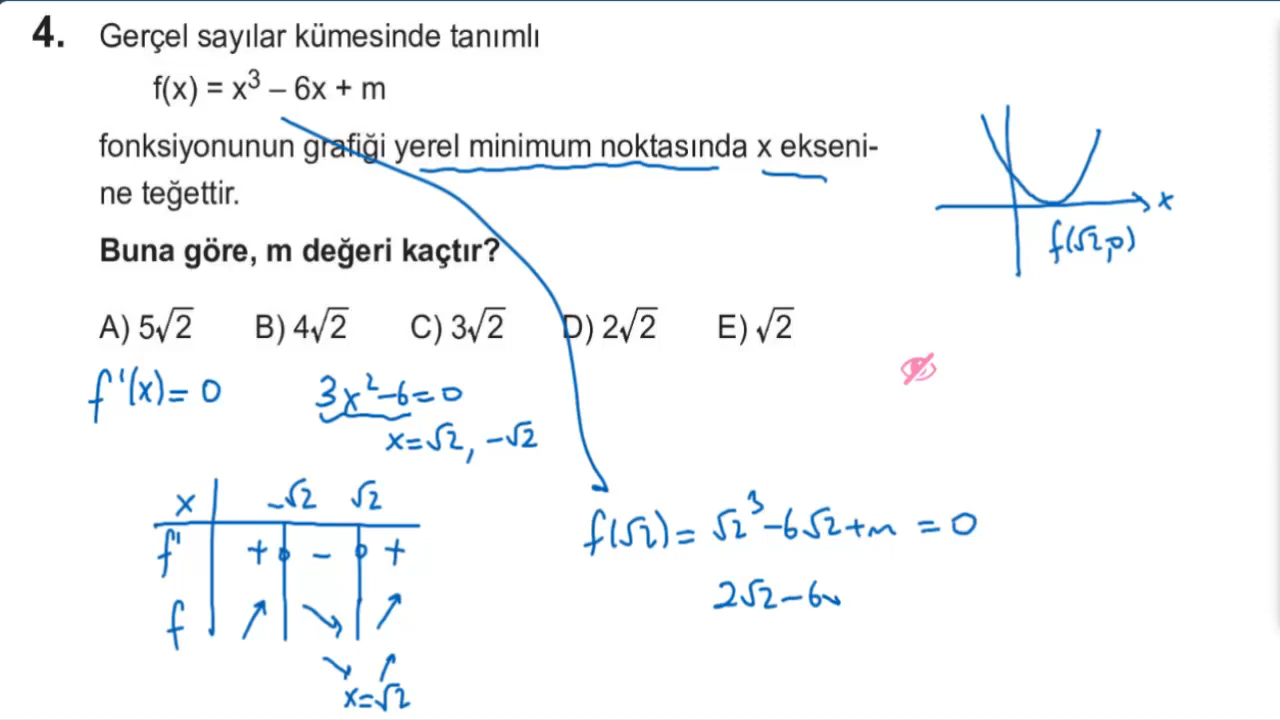 4. Gerçel sayılar kümesinde tanımlı
f(x) = x³ – 6x + m
fonksiyonunun grafiği yerel minimum noktasında x ekseni-
ne teğettir.
Buna göre, m değeri kaçtır?
A) 5√2 B) 4√2 C) 3√2 D) 2√2 E) √2
x
f(√2,0)
f'(x) = 0 3x²-6=0
x=√2, -√2
x -√2 √2
f' + 0 - 0 +
f
x=√2
f(√2) = √2³-6√2+m = 0
2√2-6